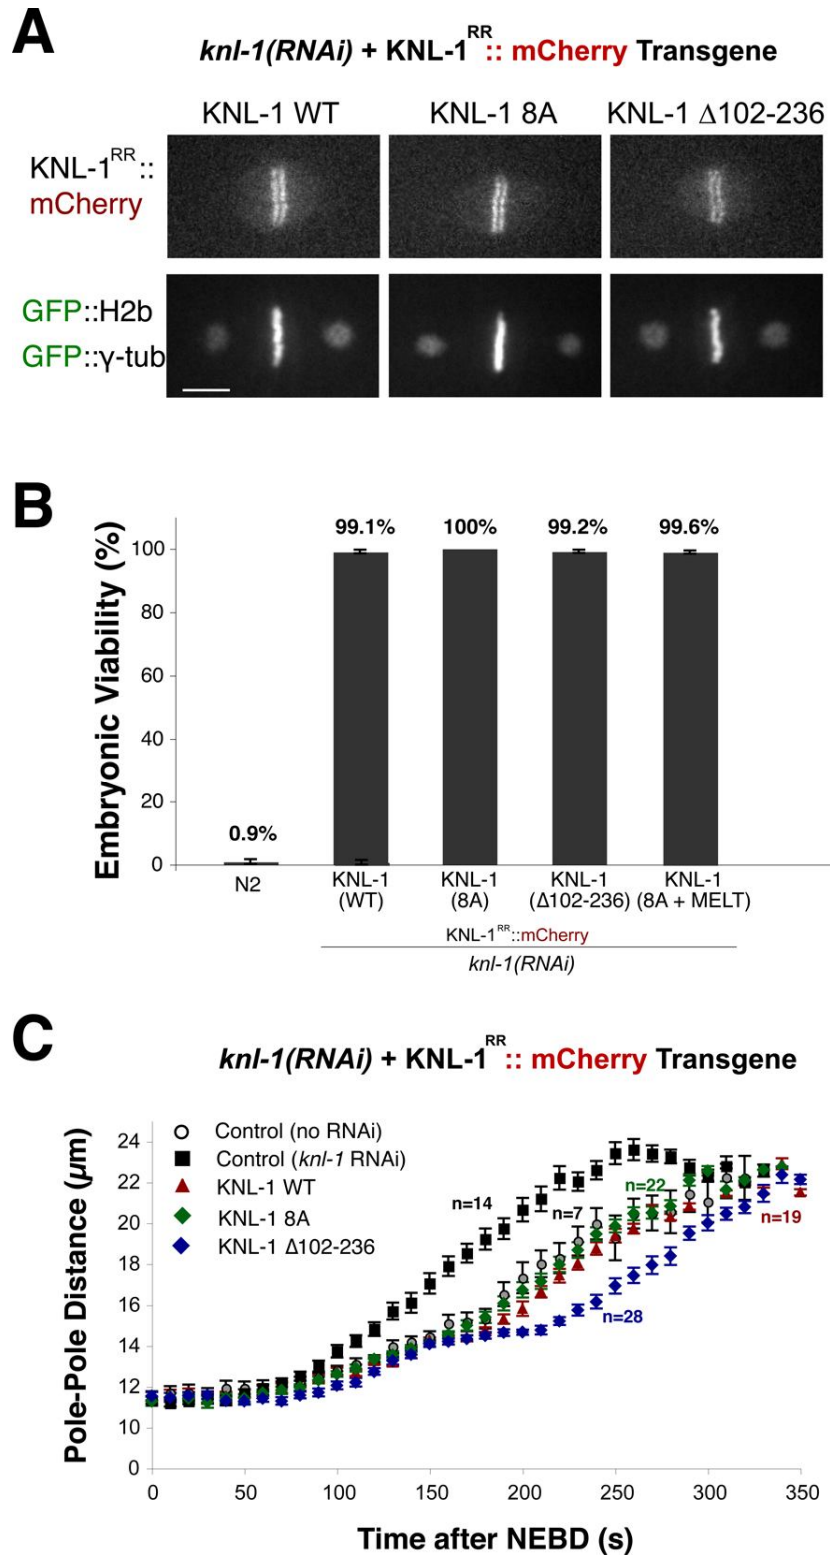 A
knl-1(RNAi) + KNL-1RR:: mCherry Transgene
KNL-1 WT KNL-1 8A KNL-1 Δ102-236
KNL-1RR::
mCherry
GFP::H2b
GFP::γ-tub
B
Embryonic Viability (%)
100
80
60
40
20
0
0.9%
99.1%
100%
99.2%
99.6%
N2
KNL-1
(WT)
KNL-1
(8A)
KNL-1
(Δ102-236)
KNL-1
(8A + MELT)
KNL-1RR::mCherry
knl-1(RNAi)
C
knl-1(RNAi) + KNL-1RR:: mCherry Transgene
Pole-Pole Distance (μm)
24
22
20
18
16
14
12
10
0
Control (no RNAi)
Control (knl-1 RNAi)
KNL-1 WT
KNL-1 8A
KNL-1 Δ102-236
n=14
n=7
n=22
n=19
n=28
0 50 100 150 200 250 300 350
Time after NEBD (s)